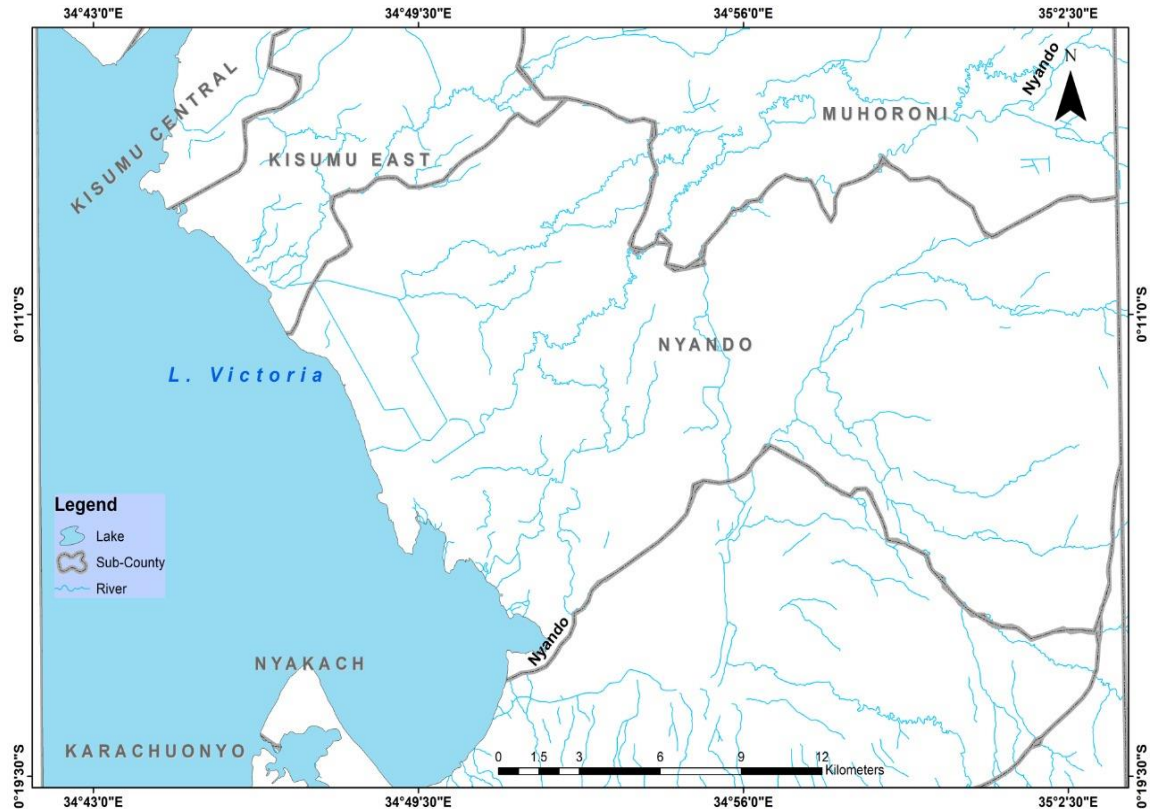 34°43'0"E 34°49'30"E 34°56'0"E 35°2'30"E
Nyando
N
KISUMU CENTRAL
MUHORONI
KISUMU EAST
0°11'0"S 0°11'0"S
NYANDO
L. Victoria
Legend
Lake
Sub-County
River
Nyando
NYAKACH
KARACHUONYO
0 1.5 3 6 9 12
Kilometers
0°19'30"S 0°19'30"S
34°43'0"E 34°49'30"E 34°56'0"E 35°2'30"E